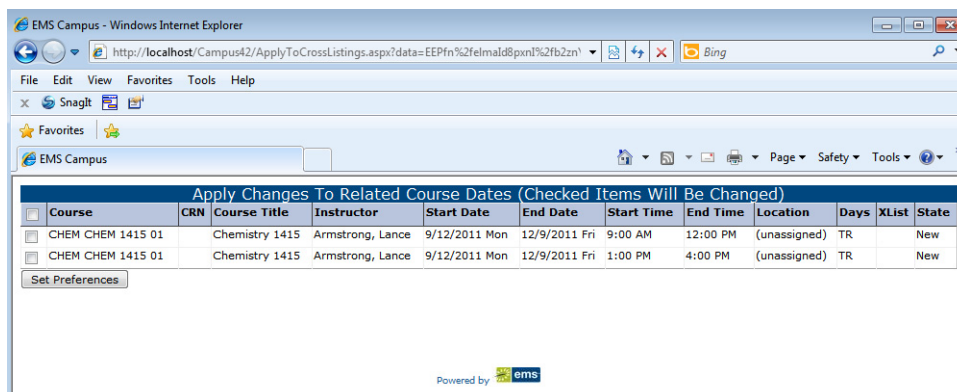 EMS Campus - Windows Internet Explorer
http://localhost/Campus42/ApplyToCrossListings.aspx?data=EEPfn%2felmaId8pxnI%2fb2zn\ Bing
File Edit View Favorites Tools Help
x SnagIt
Favorites
EMS Campus Page Safety Tools
Apply Changes To Related Course Dates (Checked Items Will Be Changed)
Course CRN Course Title Instructor Start Date End Date Start Time End Time Location Days XList State
CHEM CHEM 1415 01 Chemistry 1415 Armstrong, Lance 9/12/2011 Mon 12/9/2011 Fri 9:00 AM 12:00 PM (unassigned) TR New
CHEM CHEM 1415 01 Chemistry 1415 Armstrong, Lance 9/12/2011 Mon 12/9/2011 Fri 1:00 PM 4:00 PM (unassigned) TR New
Set Preferences
Powered by ems